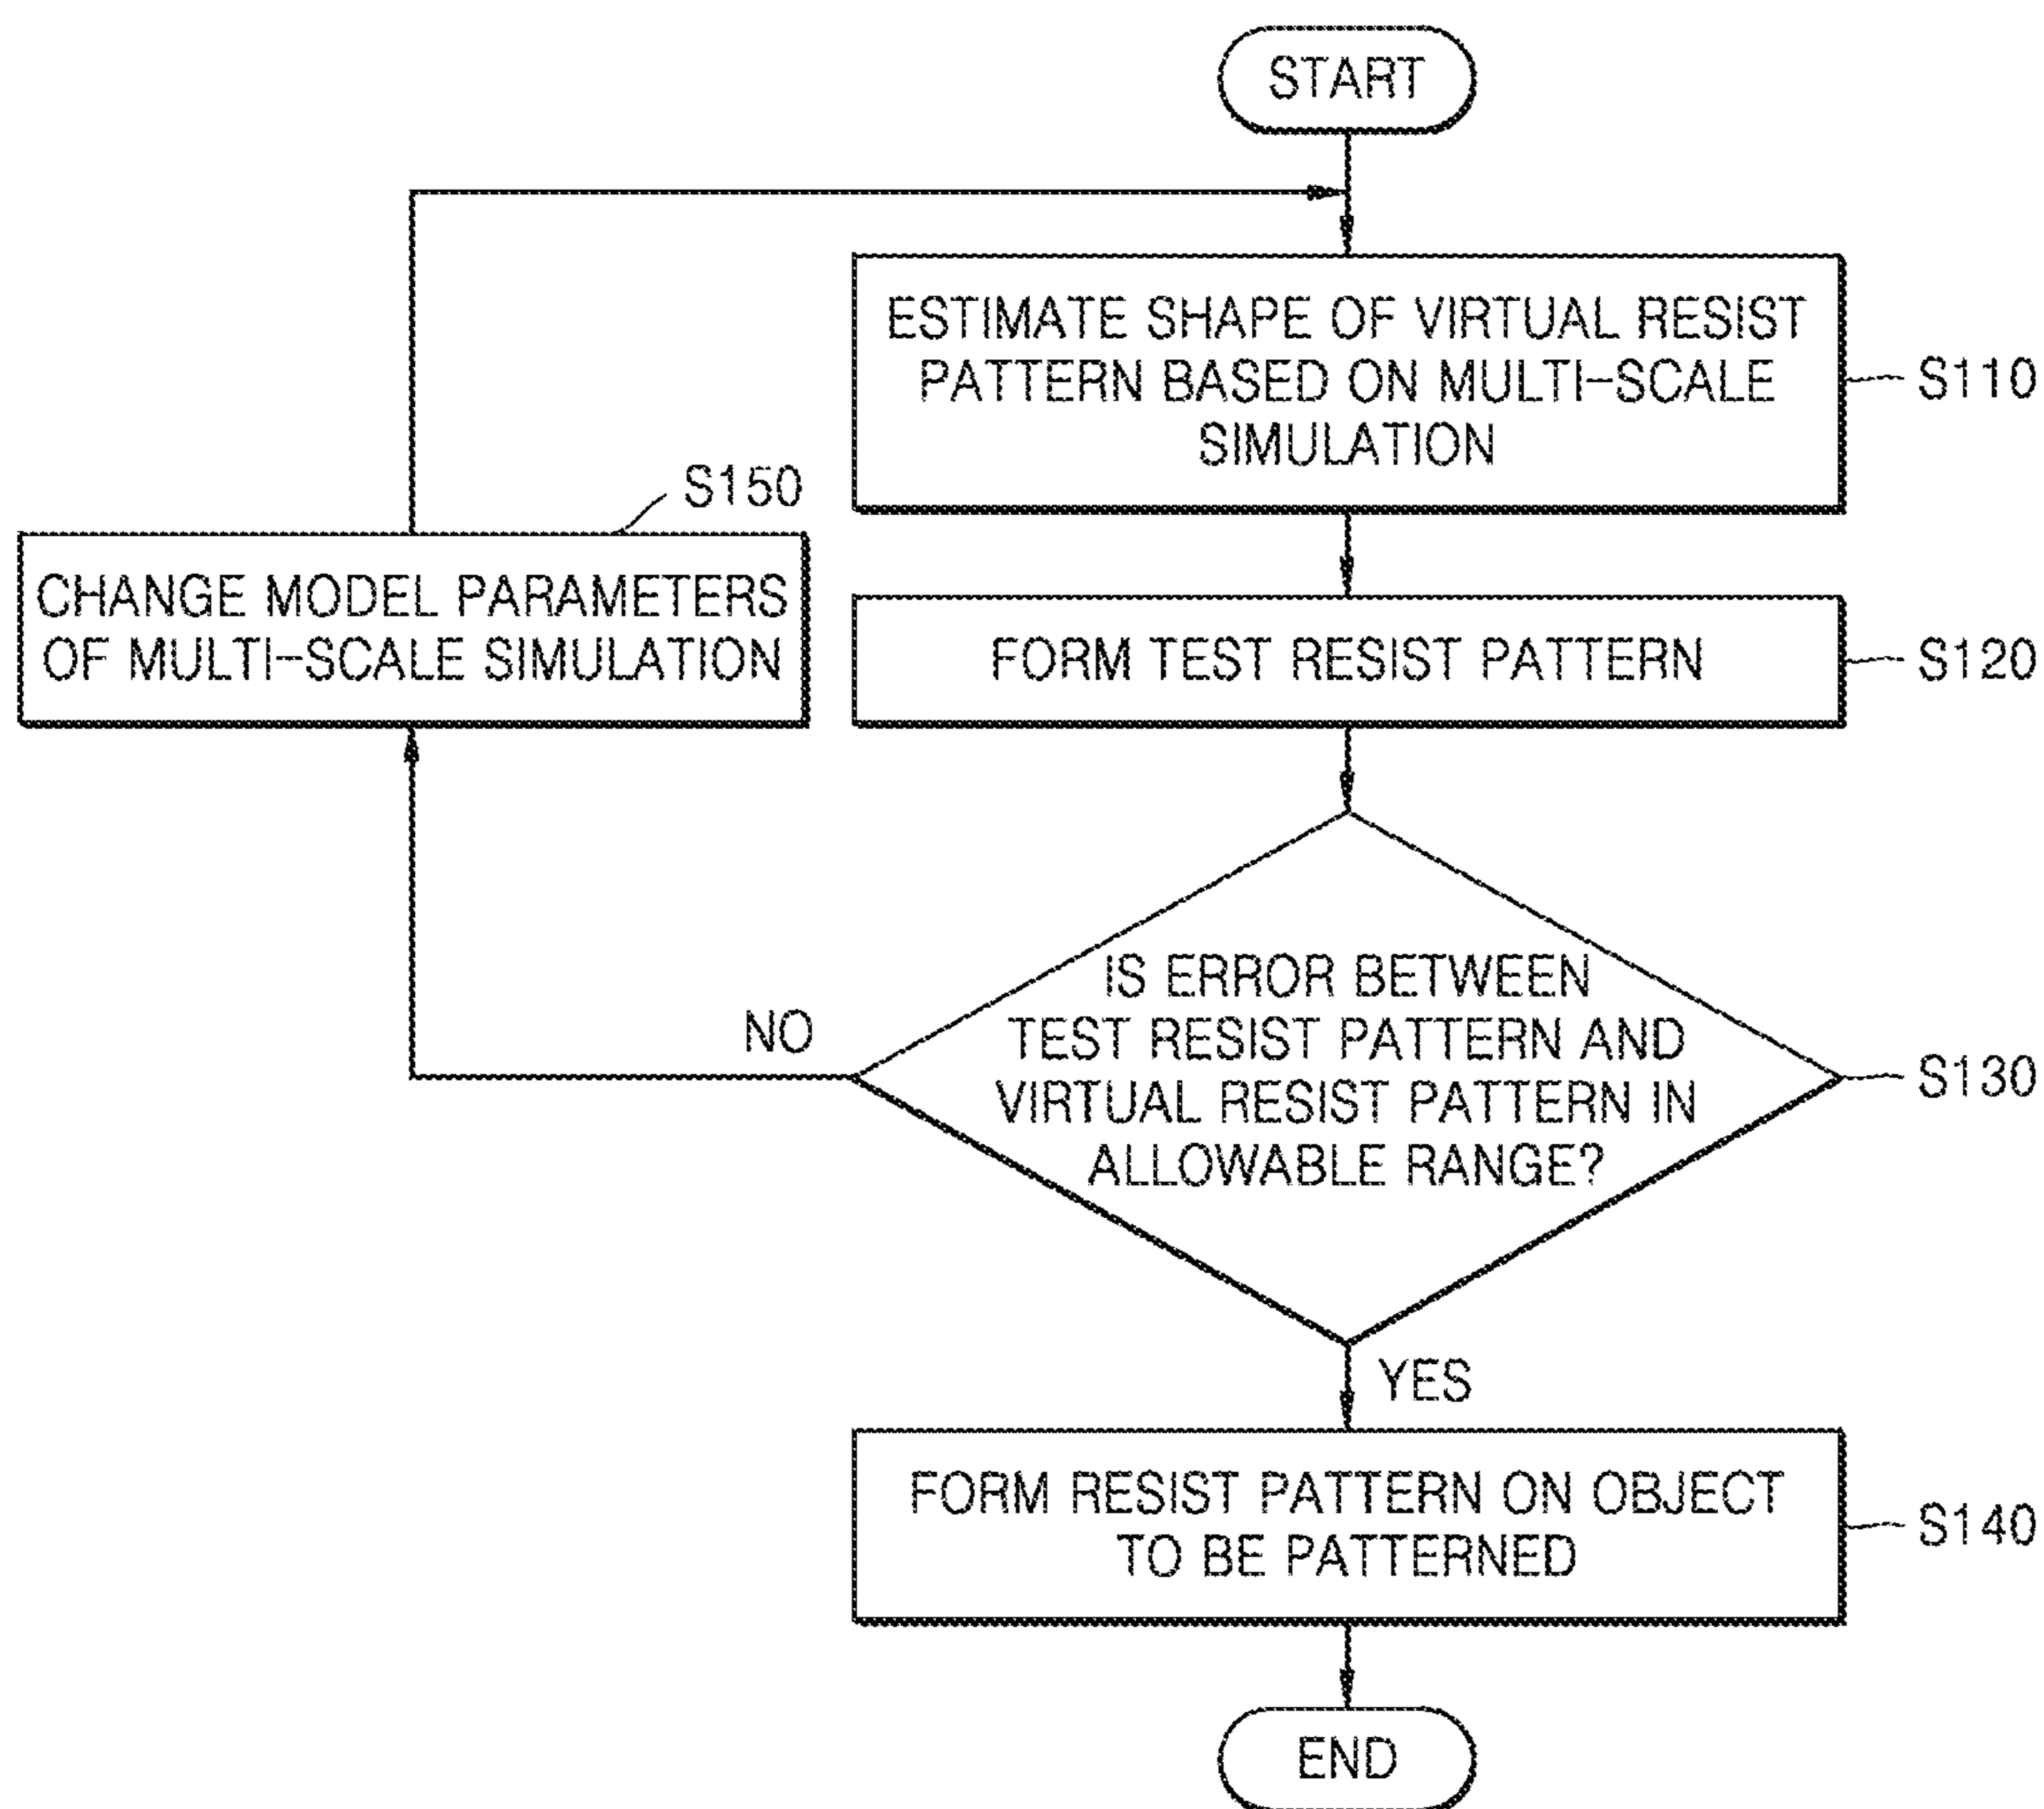 START
ESTIMATE SHAPE OF VIRTUAL RESIST
PATTERN BASED ON MULTI-SCALE
SIMULATION
S110
S150
CHANGE MODEL PARAMETERS
OF MULTI-SCALE SIMULATION
FORM TEST RESIST PATTERN
S120
IS ERROR BETWEEN
TEST RESIST PATTERN AND
VIRTUAL RESIST PATTERN IN
ALLOWABLE RANGE?
NO
S130
YES
FORM RESIST PATTERN ON OBJECT
TO BE PATTERNED
S140
END